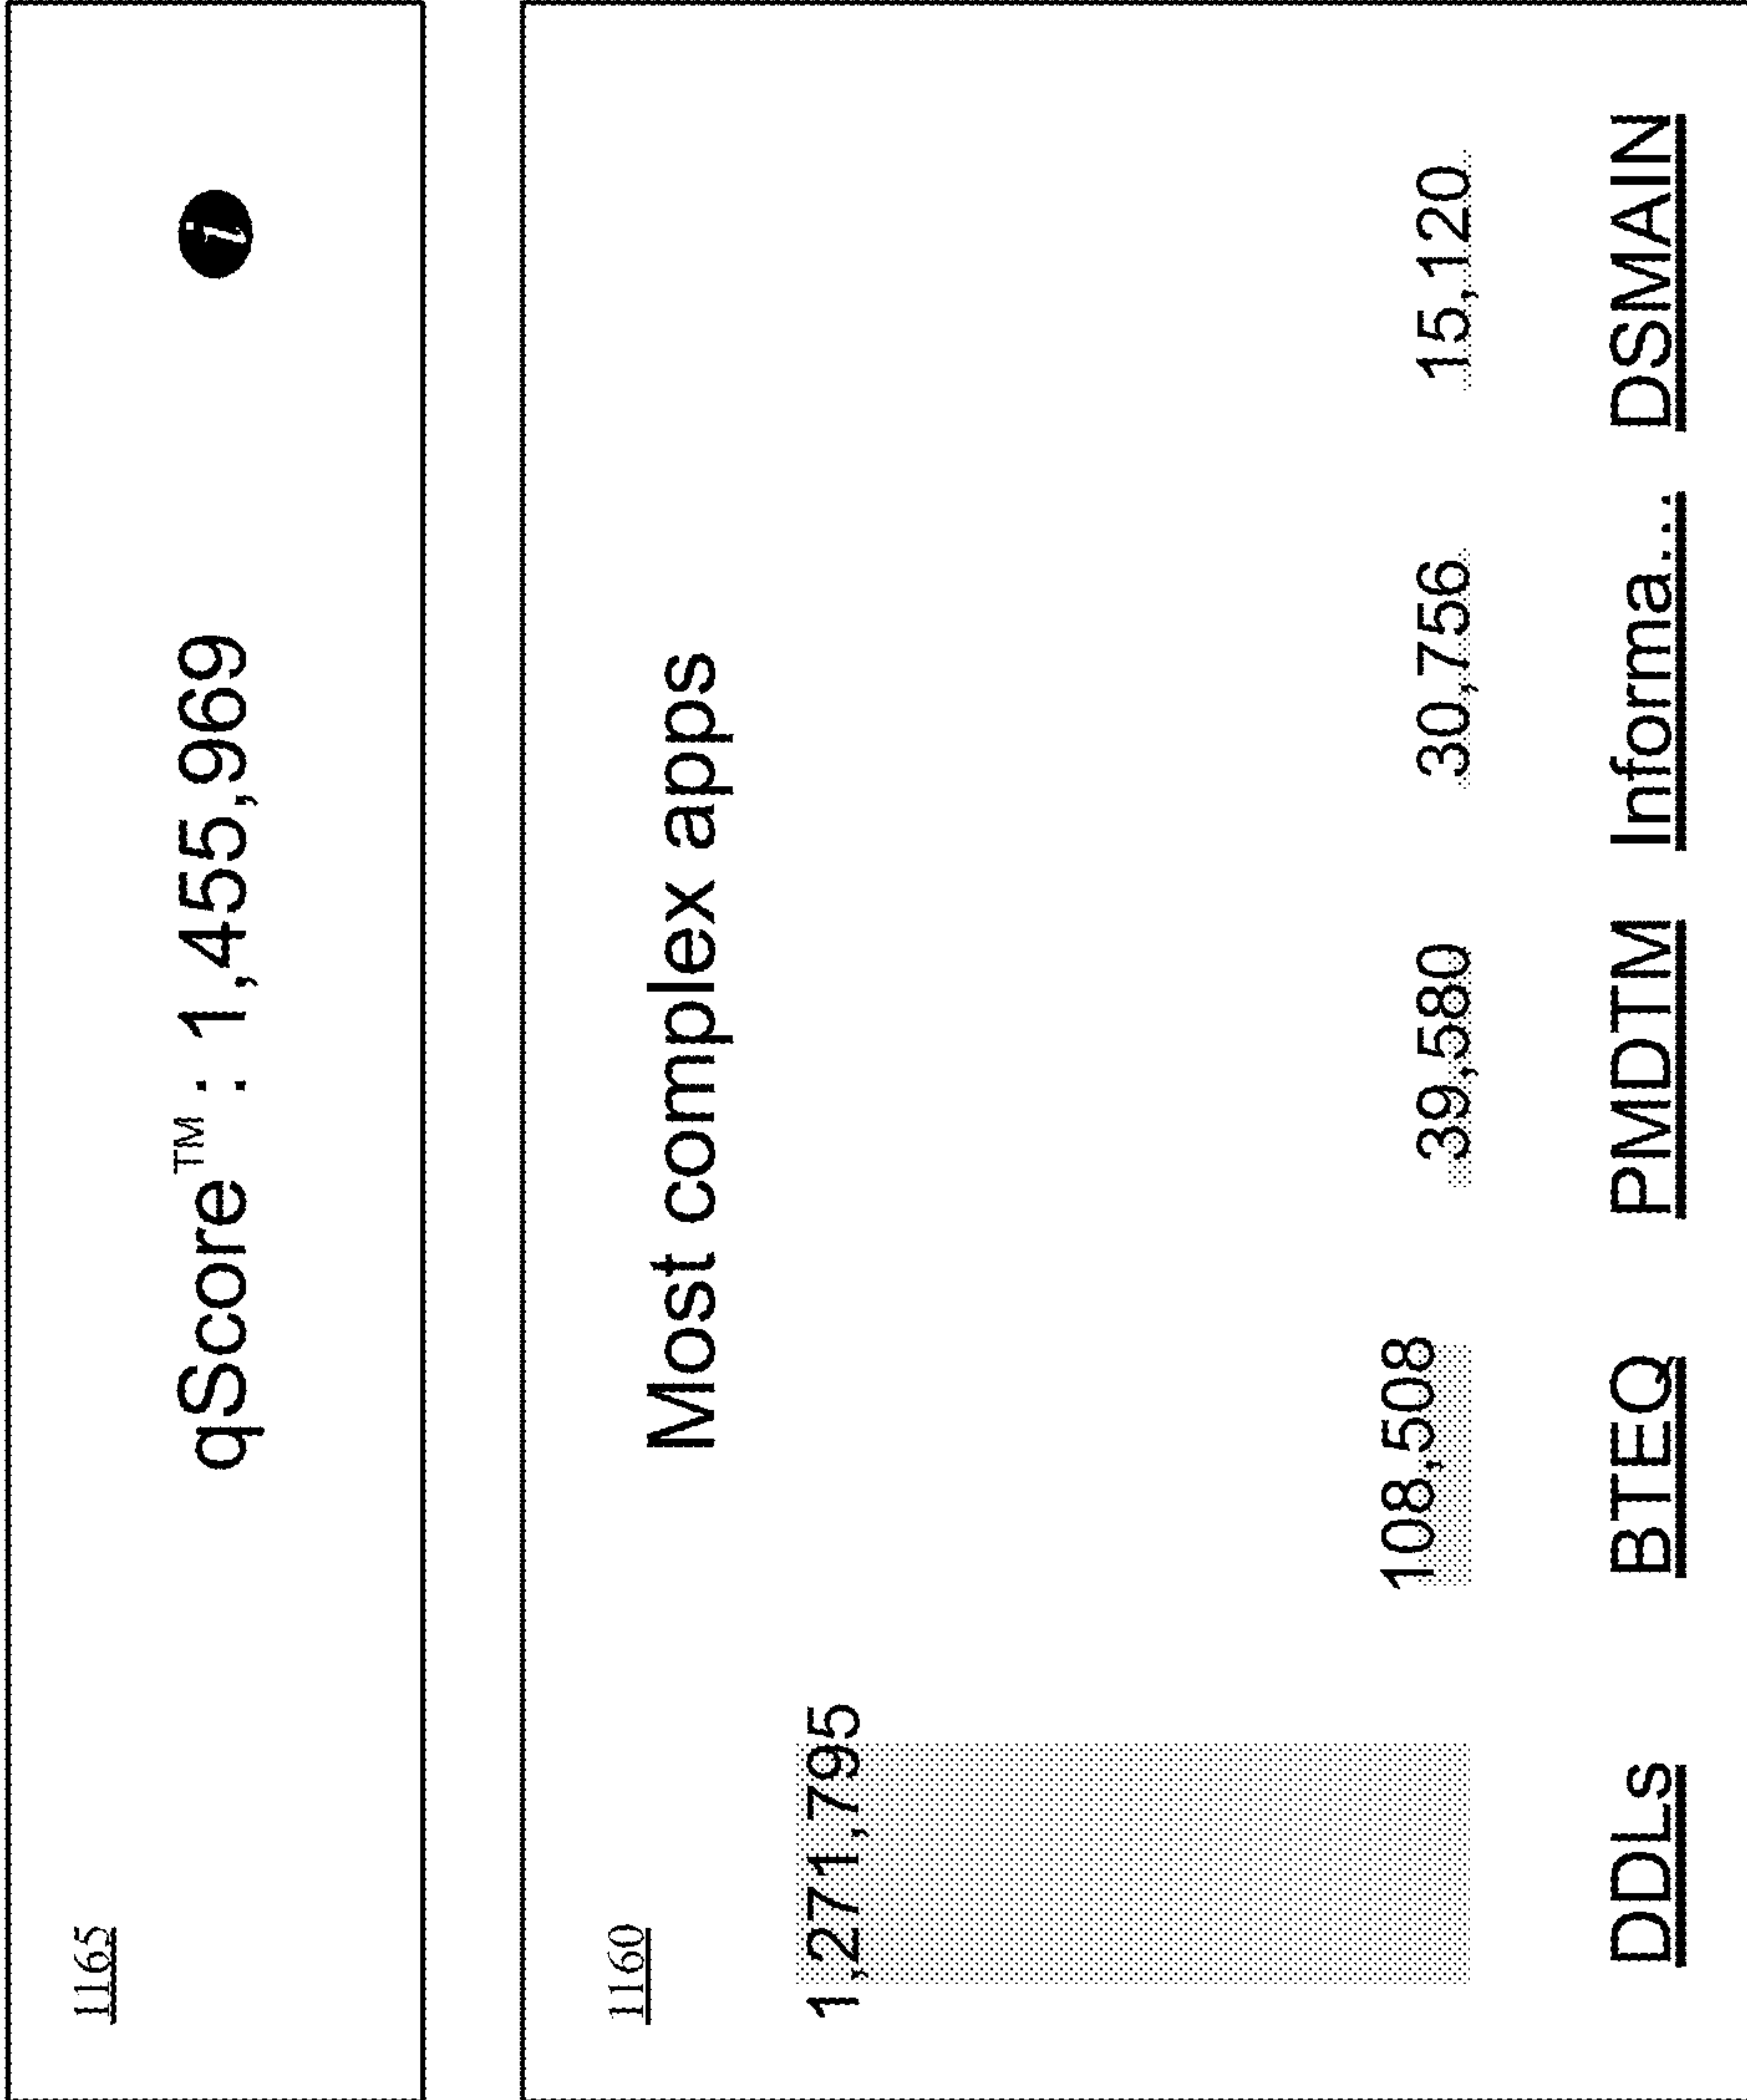 1165
qScore™: 1,455,969
i
1160
Most complex apps
1,271,795
108,508
39,580
30,756
15,120
DDLs BTEQ PMDTM Informa... DSMAIN